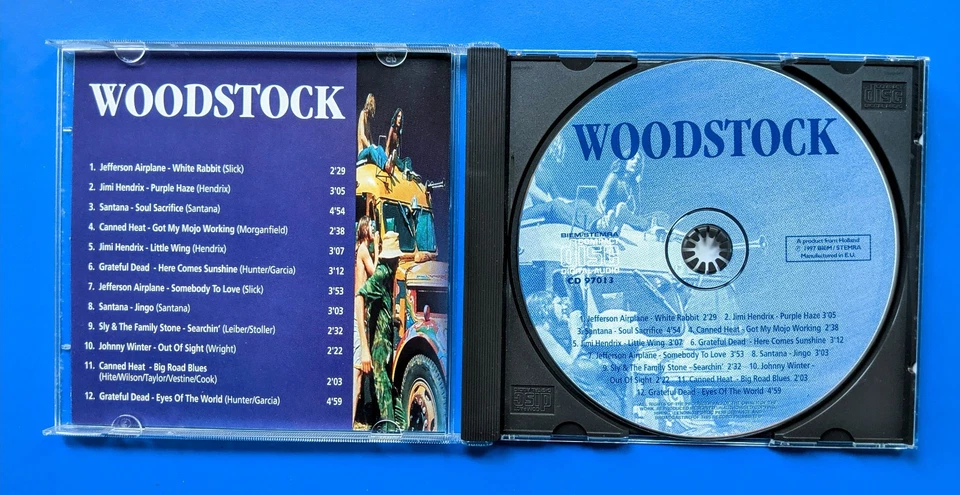 WOODSTOCK
1. Jefferson Airplane - White Rabbit (Slick) 2'29
2. Jimi Hendrix - Purple Haze (Hendrix) 3'05
3. Santana - Soul Sacrifice (Santana) 4'54
4. Canned Heat - Got My Mojo Working (Morganfield) 2'38
5. Jimi Hendrix - Little Wing (Hendrix) 3'07
6. Grateful Dead - Here Comes Sunshine (Hunter/Garcia) 3'12
7. Jefferson Airplane - Somebody To Love (Slick) 3'53
8. Santana - Jingo (Santana) 3'03
9. Sly & The Family Stone - Searchin' (Leiber/Stoller) 2'32
10. Johnny Winter - Out Of Sight (Wright) 2'22
11. Canned Heat - Big Road Blues
(Hite/Wilson/Taylor/Vestine/Cook) 2'03
12. Grateful Dead - Eyes Of The World (Hunter/Garcia) 4'59
WOODSTOCK
BIEM/STEMRA
COMPACT
DISC
DIGITAL AUDIO
CD 97013
A product from Holland
℗ 1997 BIEM / STEMRA
Manufactured in E.U.
1. Jefferson Airplane - White Rabbit 2'29 2. Jimi Hendrix - Purple Haze 3'05
3. Santana - Soul Sacrifice 4'54 4. Canned Heat - Got My Mojo Working 2'38
5. Jimi Hendrix - Little Wing 3'07 6. Grateful Dead - Here Comes Sunshine 3'12
7. Jefferson Airplane - Somebody To Love 3'53 8. Santana - Jingo 3'03
9. Sly & The Family Stone - Searchin' 2'32 10. Johnny Winter -
Out Of Sight 2'22 11. Canned Heat - Big Road Blues 2'03
12. Grateful Dead - Eyes Of The World 4'59
DISC